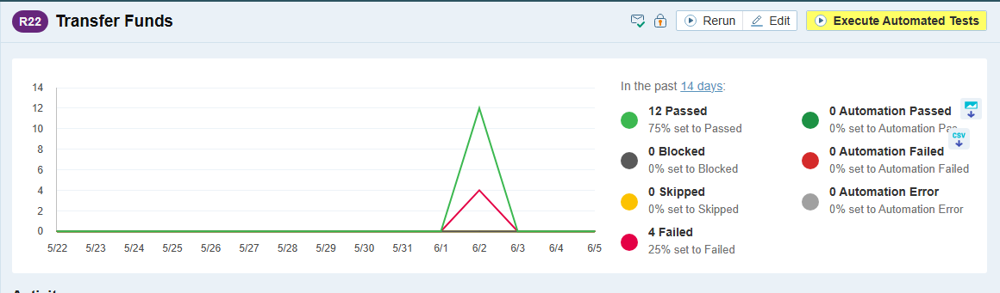 R22 Transfer Funds
Rerun
Edit
Execute Automated Tests
In the past 14 days:
14
12
10
8
6
4
2
0
5/22 5/23 5/24 5/25 5/26 5/27 5/28 5/29 5/30 5/31 6/1 6/2 6/3 6/4 6/5
12 Passed
75% set to Passed
0 Blocked
0% set to Blocked
0 Skipped
0% set to Skipped
4 Failed
25% set to Failed
0 Automation Passed
0% set to Automation
CSV
0 Automation Failed
0% set to Automation Failed
0 Automation Error
0% set to Automation Error